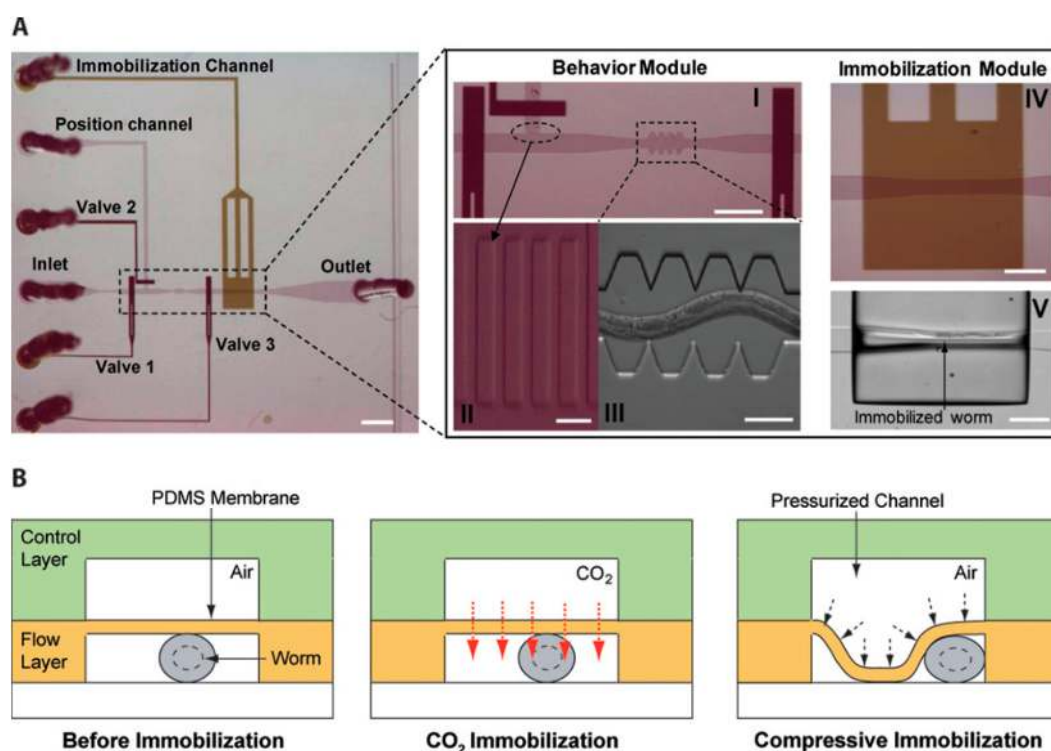 A
Immobilization Channel
Position channel
Valve 2
Inlet
Outlet
Valve 1
Valve 3
Behavior Module
Immobilization Module
I
IV
II
III
V
Immobilized worm
B
PDMS Membrane
Pressurized Channel
Control
Layer
Air
CO₂
Air
Flow
Layer
Worm
Before Immobilization
CO₂ Immobilization
Compressive Immobilization